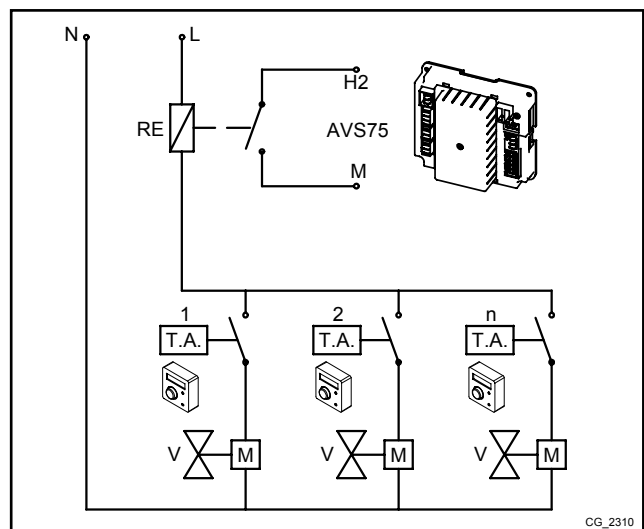 N L
H2
RE AVS75
M
1 2 n
T.A. T.A. T.A.
V M V M V M
CG_2310